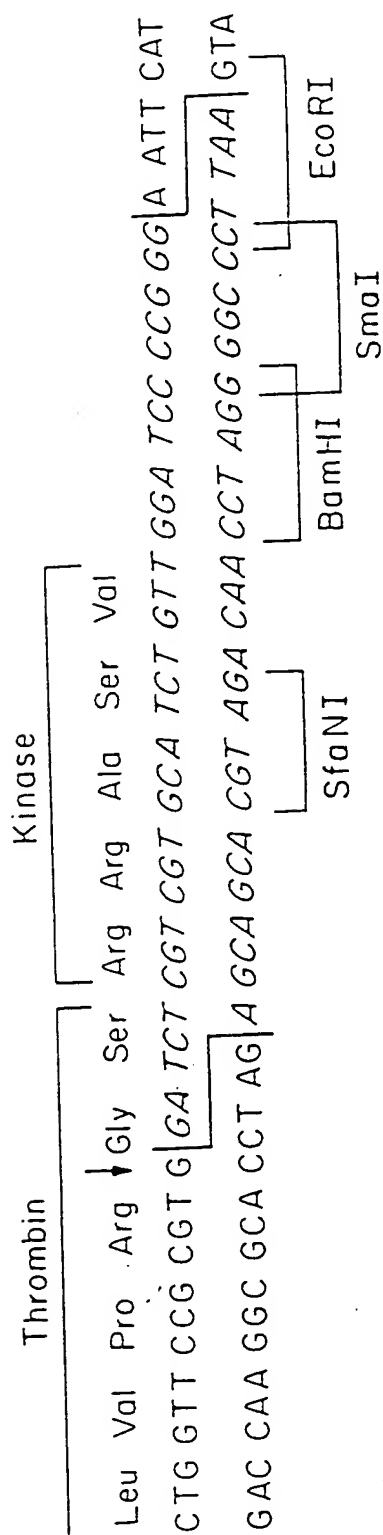 Thrombin Kinase
Leu Val Pro Arg Gly Ser Arg Arg Ala Ser Val
CTG GTT CCG CGT G GA TCT CGT CGT GCA TCT GTT GGA TCC CCG GG A ATT CAT
GAC CAA GGC GCA CCT AG A GCA GCA CGT AGA CAA CCT AGG GGC CCT TAA GTA
SfaNI BamHI EcoRI
SmaI